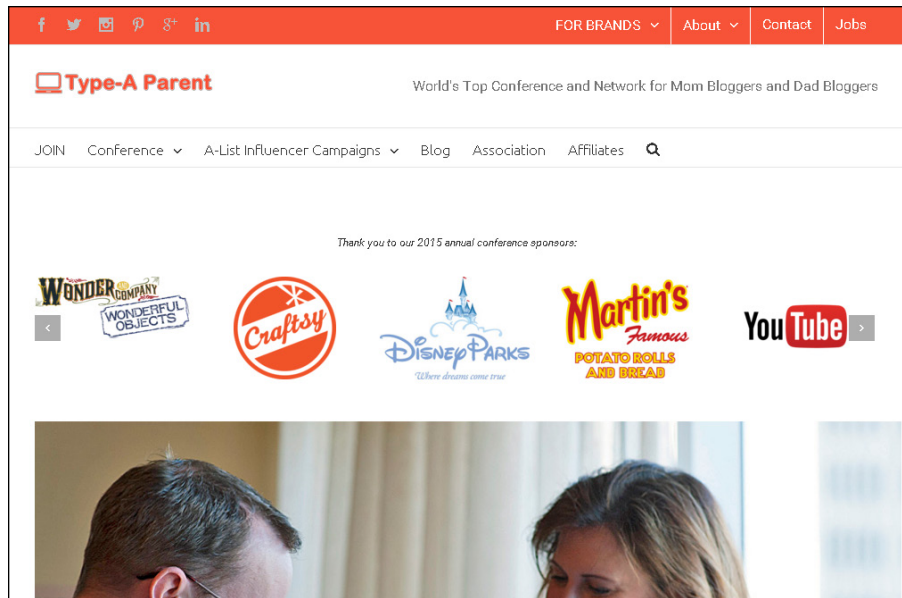 FOR BRANDS About Contact Jobs
Type-A Parent
World's Top Conference and Network for Mom Bloggers and Dad Bloggers
JOIN Conference A-List Influencer Campaigns Blog Association Affiliates
Thank you to our 2015 annual conference sponsors:
WONDER COMPANY
WONDERFUL
OBJECTS
Craftsy
Disney Parks
Where dreams come true
Martin's
Famous
POTATO ROLLS
AND BREAD
YouTube